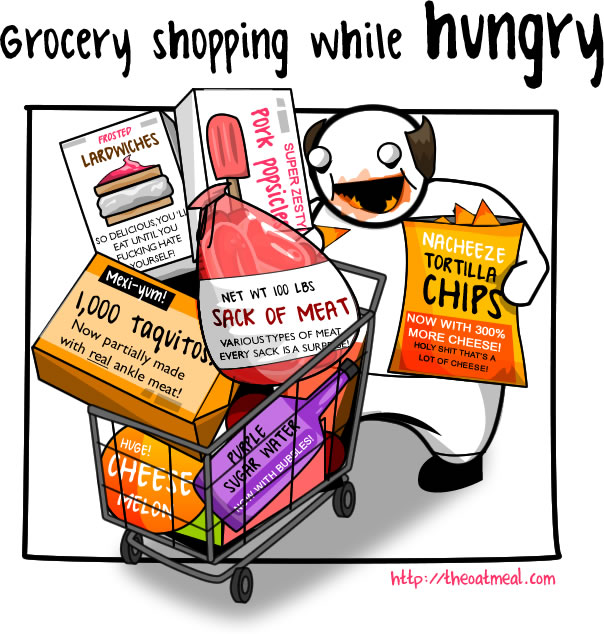 Grocery shopping while hungry
FROSTED
LARDWICHES
SO DELICIOUS, YOU'LL
EAT UNTIL YOU
FUCKING HATE
YOURSELF!
Pork popsicles
SUPER ZESTY
Mexi-yum!
1,000 taquitos
Now partially made
with real ankle meat!
NET WT 100 LBS
SACK OF MEAT
VARIOUS TYPES OF MEAT
EVERY SACK IS A SURPRISE!
NACHEEZE
TORTILLA
CHIPS
NOW WITH 300%
MORE CHEESE!
HOLY SHIT THAT'S A
LOT OF CHEESE!
HUGE!
CHEESE
MELON
PURPLE
SUGAR WATER
NOW WITH BUBBLES!
http://theoatmeal.com